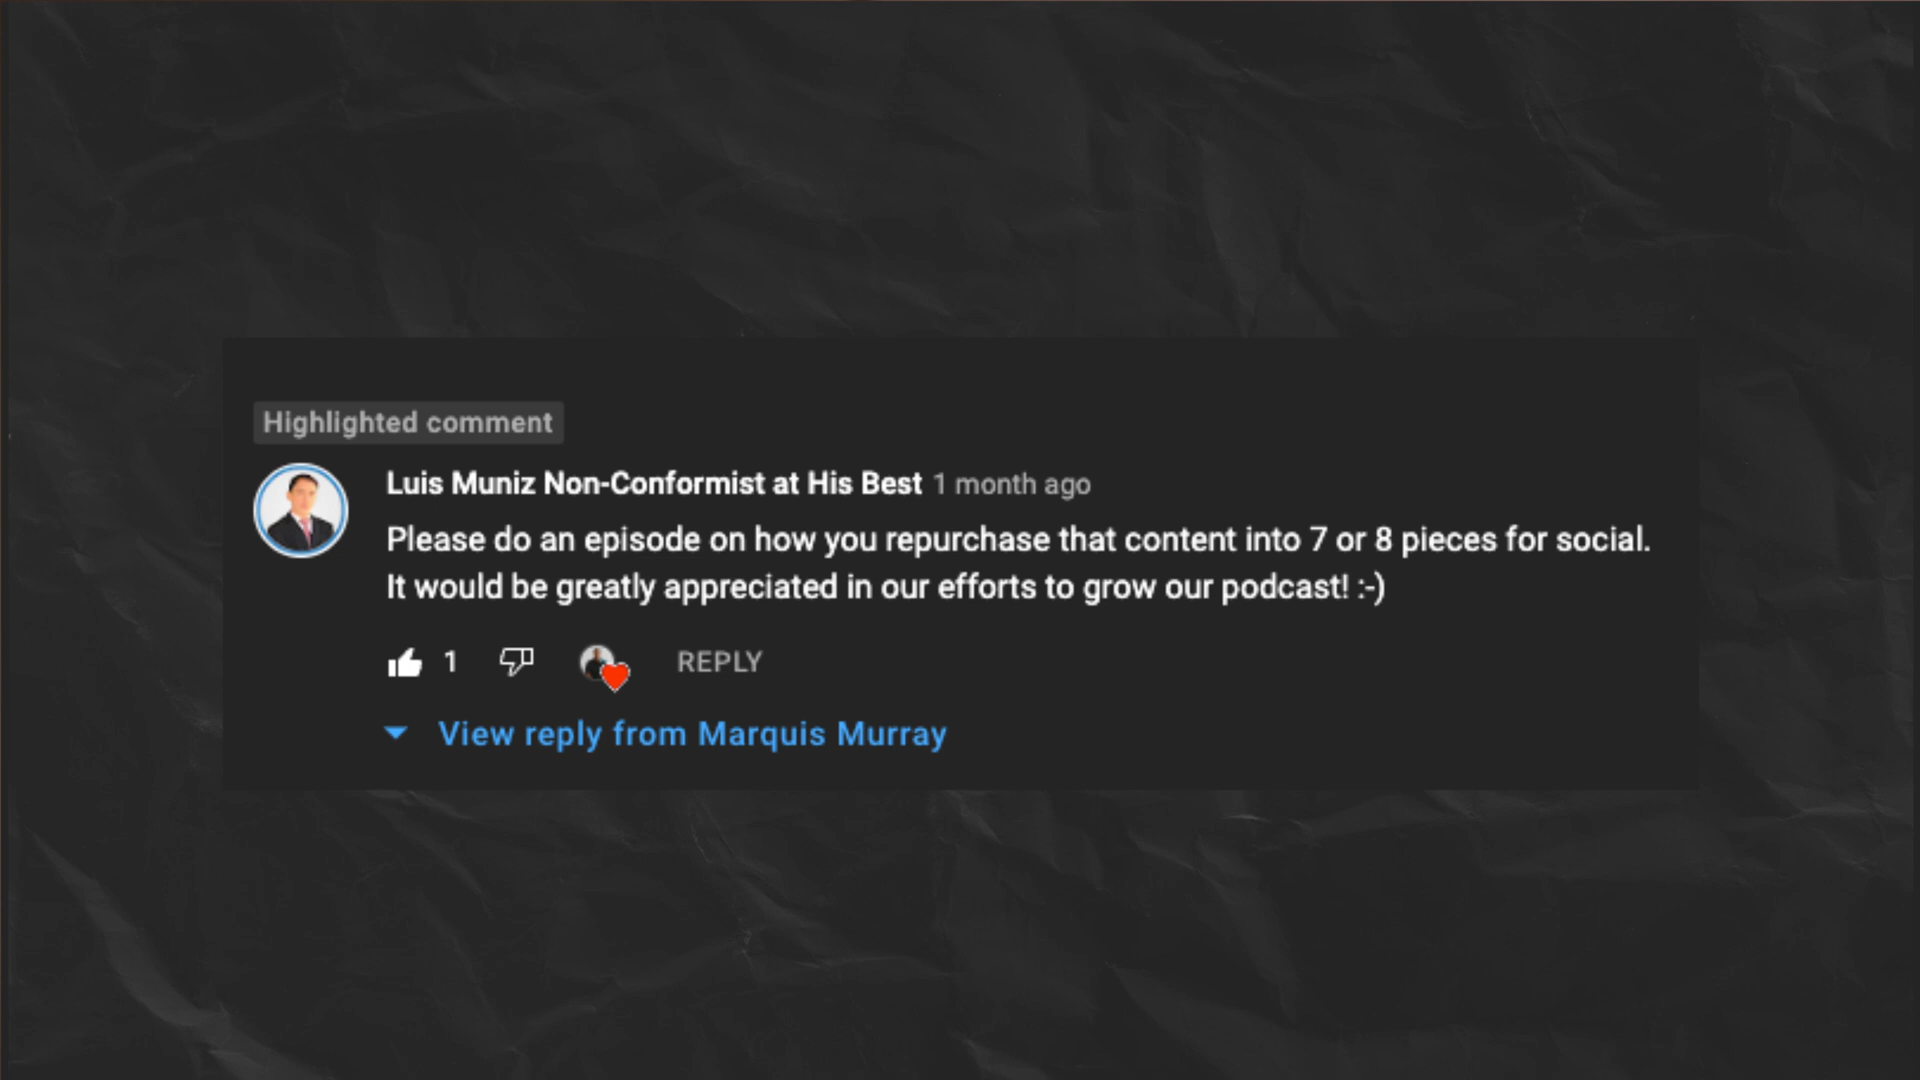 Highlighted comment
Luis Muniz Non-Conformist at His Best 1 month ago
Please do an episode on how you repurchase that content into 7 or 8 pieces for social.
It would be greatly appreciated in our efforts to grow our podcast! :-)
1 REPLY
View reply from Marquis Murray